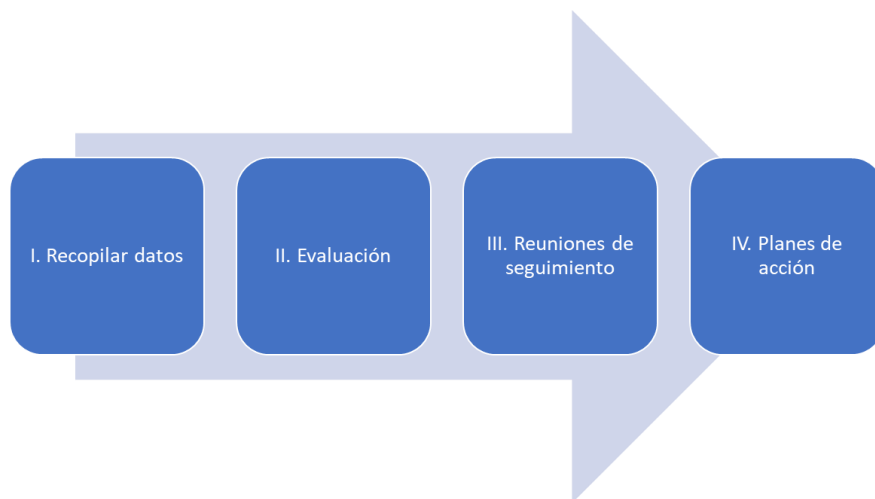 I. Recopilar datos
II. Evaluación
III. Reuniones de
seguimiento
IV. Planes de
acción